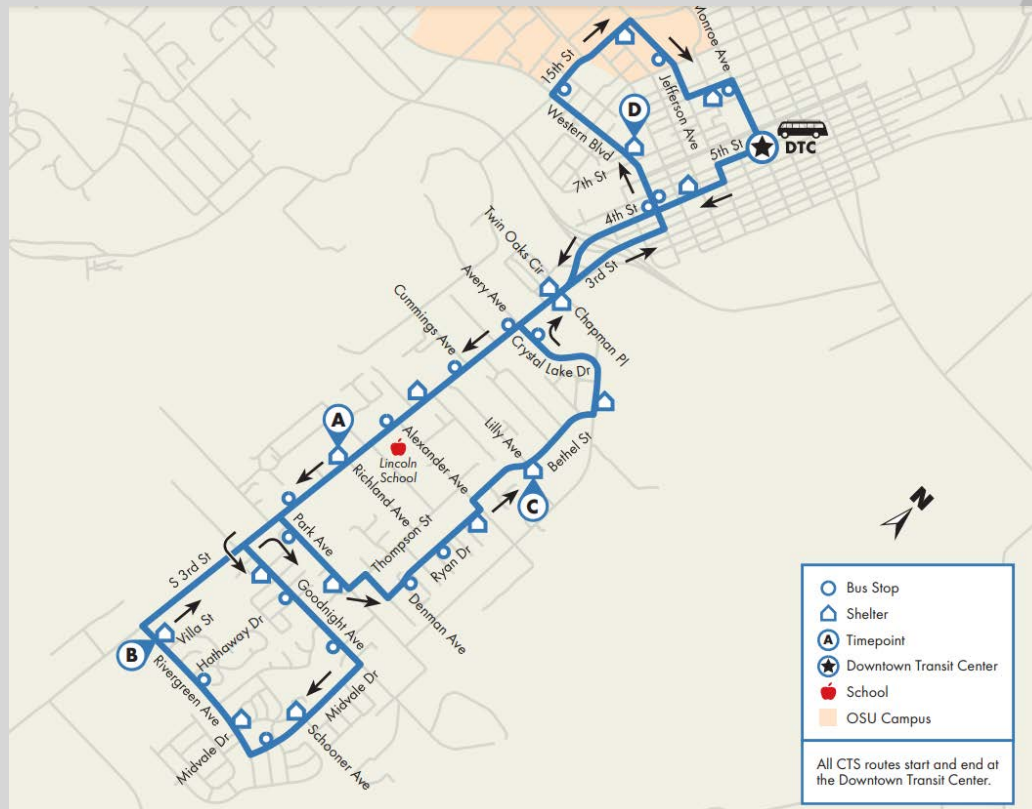 Monroe Ave
15th St
Jefferson Ave
D
Western Blvd
5th St
DTC
7th St
4th St
Twin Oaks Cir
3rd St
Avery Ave
Chapman Pl
Cummings Ave
Crystal Lake Dr
A
Lincoln
School
Alexander Ave
Lilly Ave
Bethel St
Richland Ave
C
N
Park Ave
Thompson St
Ryan Dr
S 3rd St
Goodnight Ave
Denman Ave
Villa St
Hathaway Dr
B
Rivergreen Ave
Midvale Dr
Midvale Dr
Schooner Ave
Bus Stop
Shelter
A
Timepoint
Downtown Transit Center
School
OSU Campus
All CTS routes start and end at
the Downtown Transit Center.